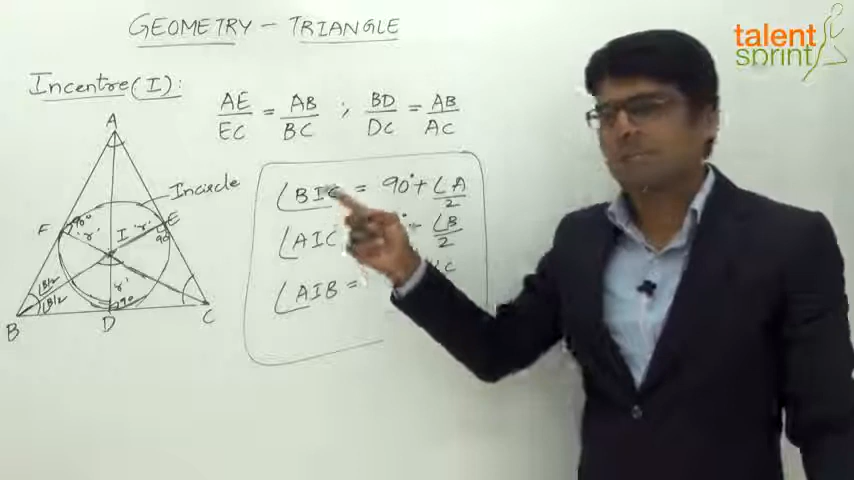 GEOMETRY - TRIANGLE
talent
sprint
Incentre (I) :
AE/EC = AB/BC ; BD/DC = AB/AC
∠BIC = 90° + ∠A/2
∠AIC ° - ∠B/2
∠AIB =
A
Incircle
F 90° 'r' I 'r' E
90
∠B/2
∠B/2
'r'
90
B D C